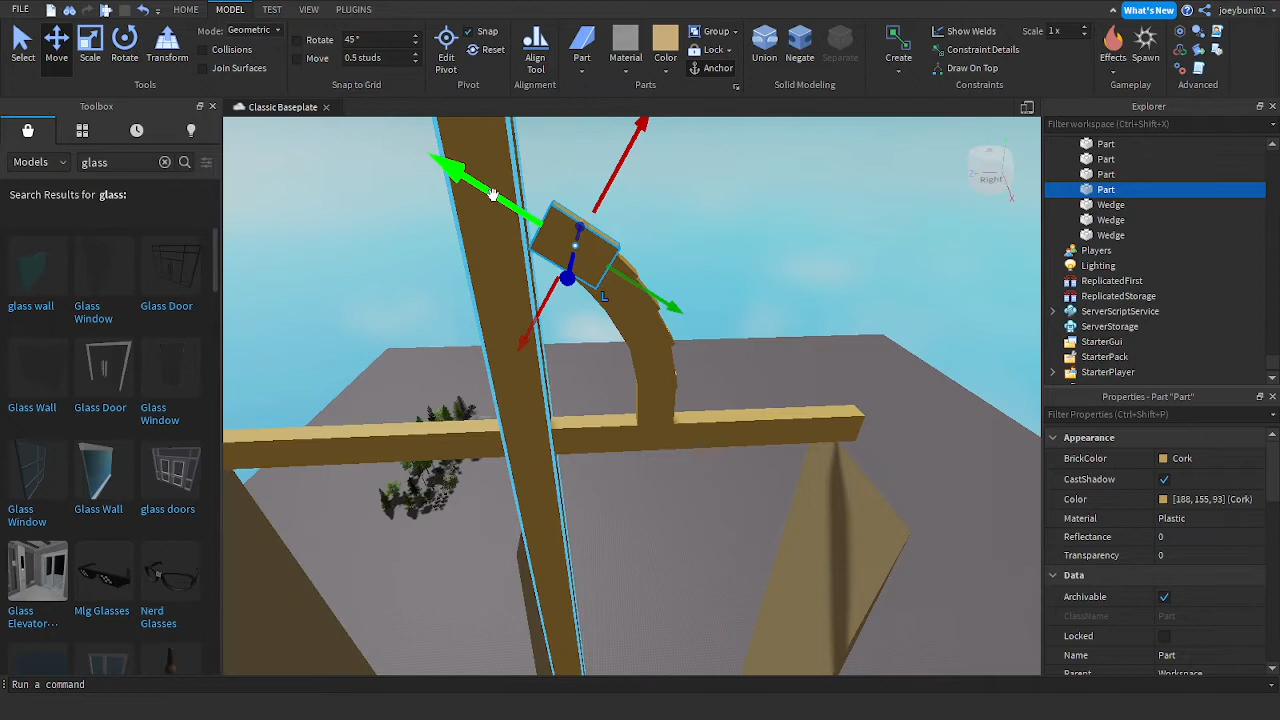 FILE
HOME MODEL TEST VIEW PLUGINS
What's New joeybuni01
Select Move Scale Rotate Transform
Mode: Geometric
Collisions
Join Surfaces
Tools
Rotate 45°
Move 0.5 studs
Snap to Grid
Edit Pivot
Snap
Reset
Pivot
Align Tool
Alignment
Part Material Color
Group
Lock
Anchor
Parts
Union Negate Separate
Solid Modeling
Create
Show Welds
Constraint Details
Draw On Top
Scale 1x
Constraints
Effects Spawn
Gameplay
Advanced
Toolbox
Classic Baseplate
Explorer
Models glass
Search Results for glass:
glass wall
Glass Window
Glass Door
Glass Wall
Glass Door
Glass Window
Glass Window
Glass Wall
glass doors
Glass Elevator...
Mlg Glasses
Nerd Glasses
Right
L
Filter workspace (Ctrl+Shift+X)
Part
Part
Part
Part
Wedge
Wedge
Wedge
Players
Lighting
ReplicatedFirst
ReplicatedStorage
ServerScriptService
ServerStorage
StarterGui
StarterPack
StarterPlayer
Properties - Part "Part"
Filter Properties (Ctrl+Shift+P)
Appearance
BrickColor Cork
CastShadow
Color [188, 155, 93] (Cork)
Material Plastic
Reflectance 0
Transparency 0
Data
Archivable
ClassName Part
Locked
Name Part
Parent Workspace
Run a command